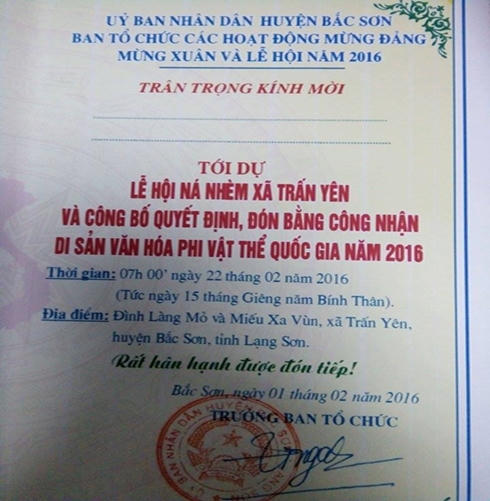 UỶ BAN NHÂN DÂN HUYỆN BẮC SƠN
BAN TỔ CHỨC CÁC HOẠT ĐỘNG MỪNG ĐẢNG
MỪNG XUÂN VÀ LỄ HỘI NĂM 2016
TRÂN TRỌNG KÍNH MỜI
TỚI DỰ
LỄ HỘI NÁ NHÈM XÃ TRẤN YÊN
VÀ CÔNG BỐ QUYẾT ĐỊNH, ĐÓN BẰNG CÔNG NHẬN
DI SẢN VĂN HÓA PHI VẬT THỂ QUỐC GIA NĂM 2016
Thời gian: 07h 00' ngày 22 tháng 02 năm 2016
(Tức ngày 15 tháng Giêng năm Bính Thân).
Địa điểm: Đình Làng Mỏ và Miếu Xa Vùn, xã Trấn Yên,
huyện Bắc Sơn, tỉnh Lạng Sơn.
Rất hân hạnh được đón tiếp!
Bắc Sơn, ngày 01 tháng 02 năm 2016
TRƯỞNG BAN TỔ CHỨC
UỶ BAN NHÂN DÂN HUYỆN